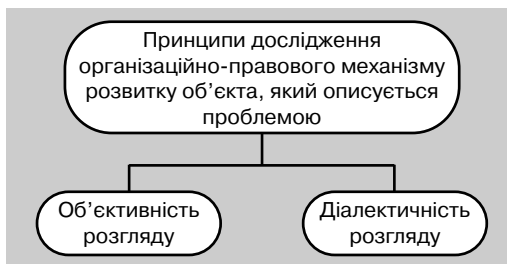 Принципи дослідження
організаційно-правового механізму
розвитку об’єкта, який описується
проблемою
Об’єктивність
розгляду
Діалектичність
розгляду